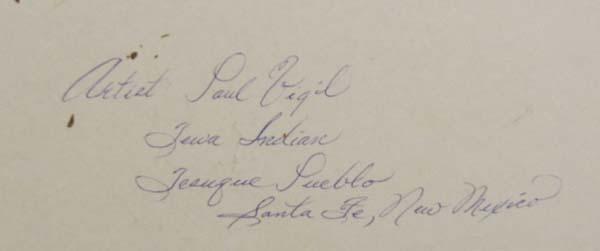 Artist Paul Vigil
Tewa Indian
Tesuque Pueblo
Santa Fe, New Mexico